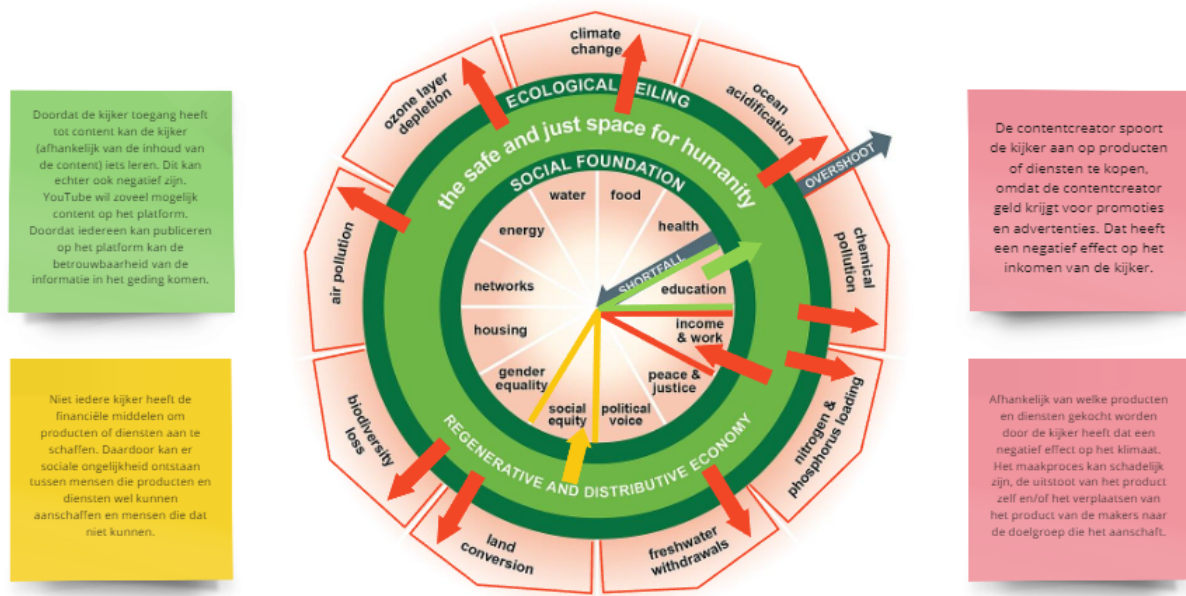 Doordat de kijker toegang heeft
tot content kan de kijker
(afhankelijk van de inhoud van
de content) iets leren. Dit kan
echter ook negatief zijn.
YouTube wil zoveel mogelijk
content op het platform.
Doordat iedereen kan publiceren
op het platform kan de
betrouwbaarheid van de
informatie in het geding komen.
Niet iedere kijker heeft de
financiële middelen om
producten of diensten aan te
schaffen. Daardoor kan er
sociale ongelijkheid ontstaan
tussen mensen die producten en
diensten wel kunnen
aanschaffen en mensen die dat
niet kunnen.
climate
change
ozone layer
depletion
ocean
acidification
air pollution
chemical
pollution
biodiversity
loss
nitrogen &
phosphorus loading
land
conversion
freshwater
withdrawals
OVERSHOOT
ECOLOGICAL CEILING
the safe and just space for humanity
SOCIAL FOUNDATION
water
food
energy
health
SHORTFALL
networks
education
housing
income
& work
gender
equality
peace &
justice
social
equity
political
voice
REGENERATIVE AND DISTRIBUTIVE ECONOMY
De contentcreator spoort
de kijker aan op producten
of diensten te kopen,
omdat de contentcreator
geld krijgt voor promoties
en advertenties. Dat heeft
een negatief effect op het
inkomen van de kijker.
Afhankelijk van welke producten
en diensten gekocht worden
door de kijker heeft dat een
negatief effect op het klimaat.
Het maakproces kan schadelijk
zijn, de uitstoot van het product
zelf en/of het verplaatsen van
het product van de makers naar
de doelgroep die het aanschaft.